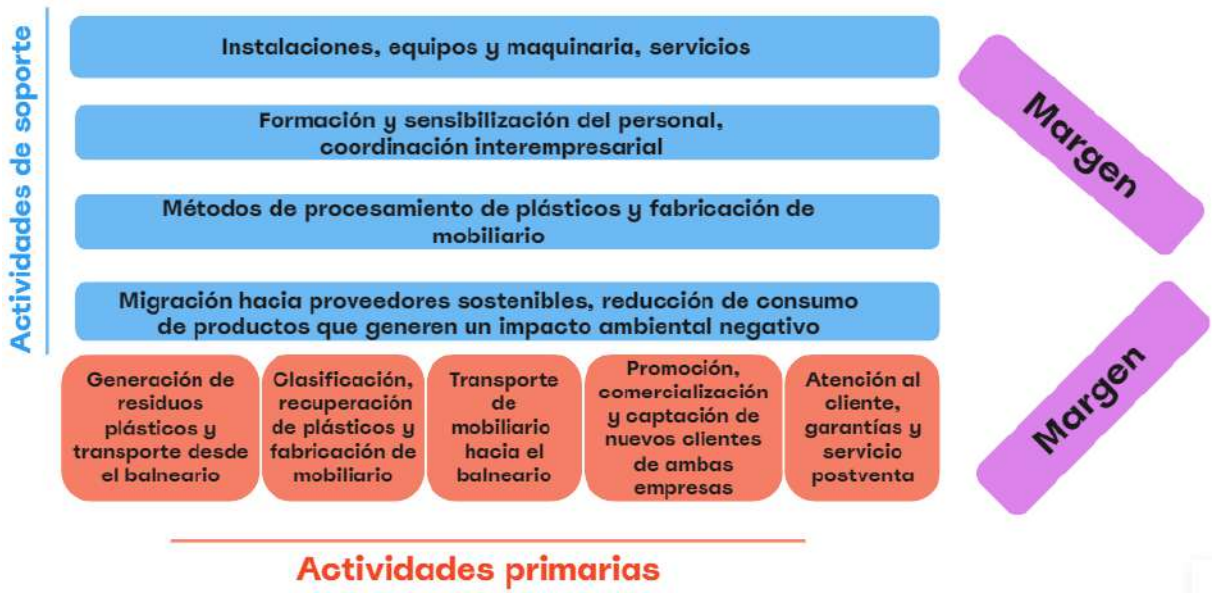 Actividades de soporte
Instalaciones, equipos y maquinaria, servicios
Formación y sensibilización del personal,
coordinación interempresarial
Métodos de procesamiento de plásticos y fabricación de
mobiliario
Migración hacia proveedores sostenibles, reducción de consumo
de productos que generen un impacto ambiental negativo
Generación de
residuos
plásticos y
transporte desde
el balneario
Clasificación,
recuperación
de plásticos y
fabricación de
mobiliario
Transporte
de
mobiliario
hacia el
balneario
Promoción,
comercialización
y captación de
nuevos clientes
de ambas
empresas
Atención al
cliente,
garantías y
servicio
postventa
Margen
Margen
Actividades primarias